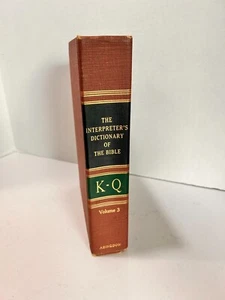 THE
INTERPRETER'S
DICTIONARY
OF
THE BIBLE
K-Q
Volume 3
ABINGDON